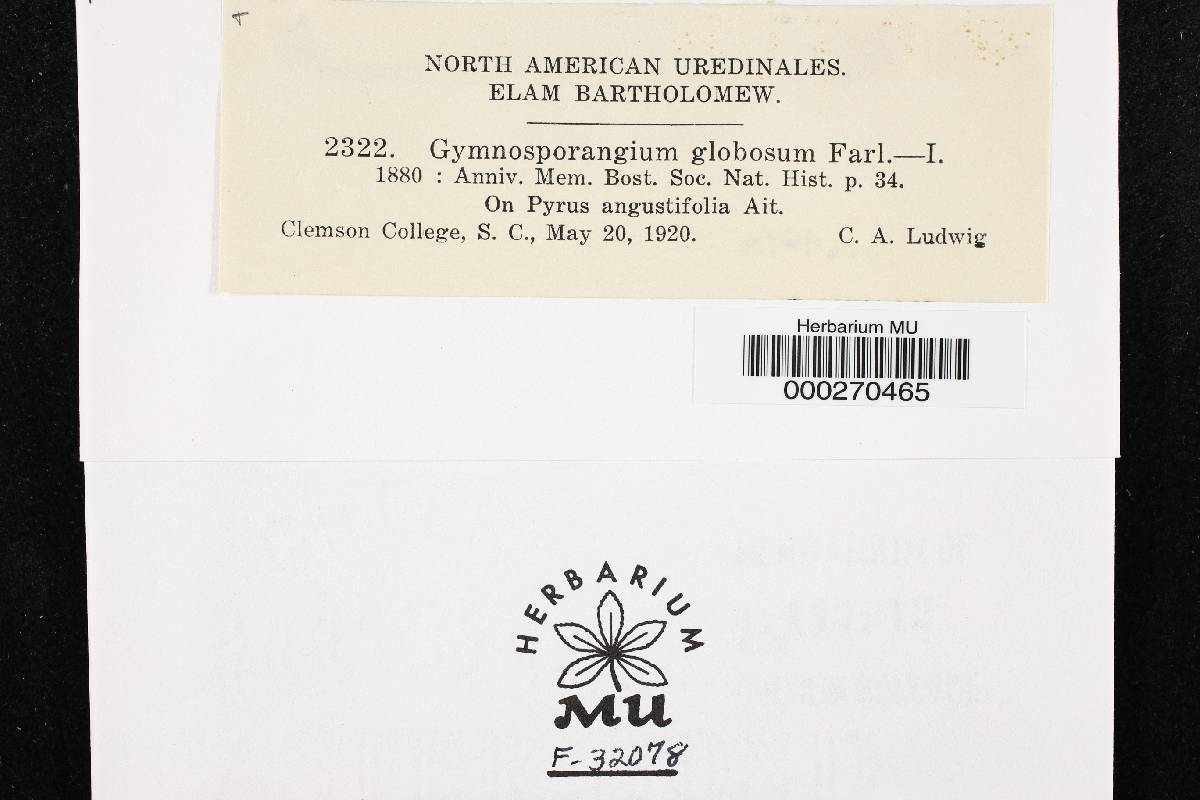 NORTH AMERICAN UREDINALES.
ELAM BARTHOLOMEW.
2322. Gymnosporangium globosum Farl.—I.
1880 : Anniv. Mem. Bost. Soc. Nat. Hist. p. 34.
On Pyrus angustifolia Ait.
Clemson College, S. C., May 20, 1920. C. A. Ludwig
Herbarium MU
000270465
HERBARIUM
MU
F-32078